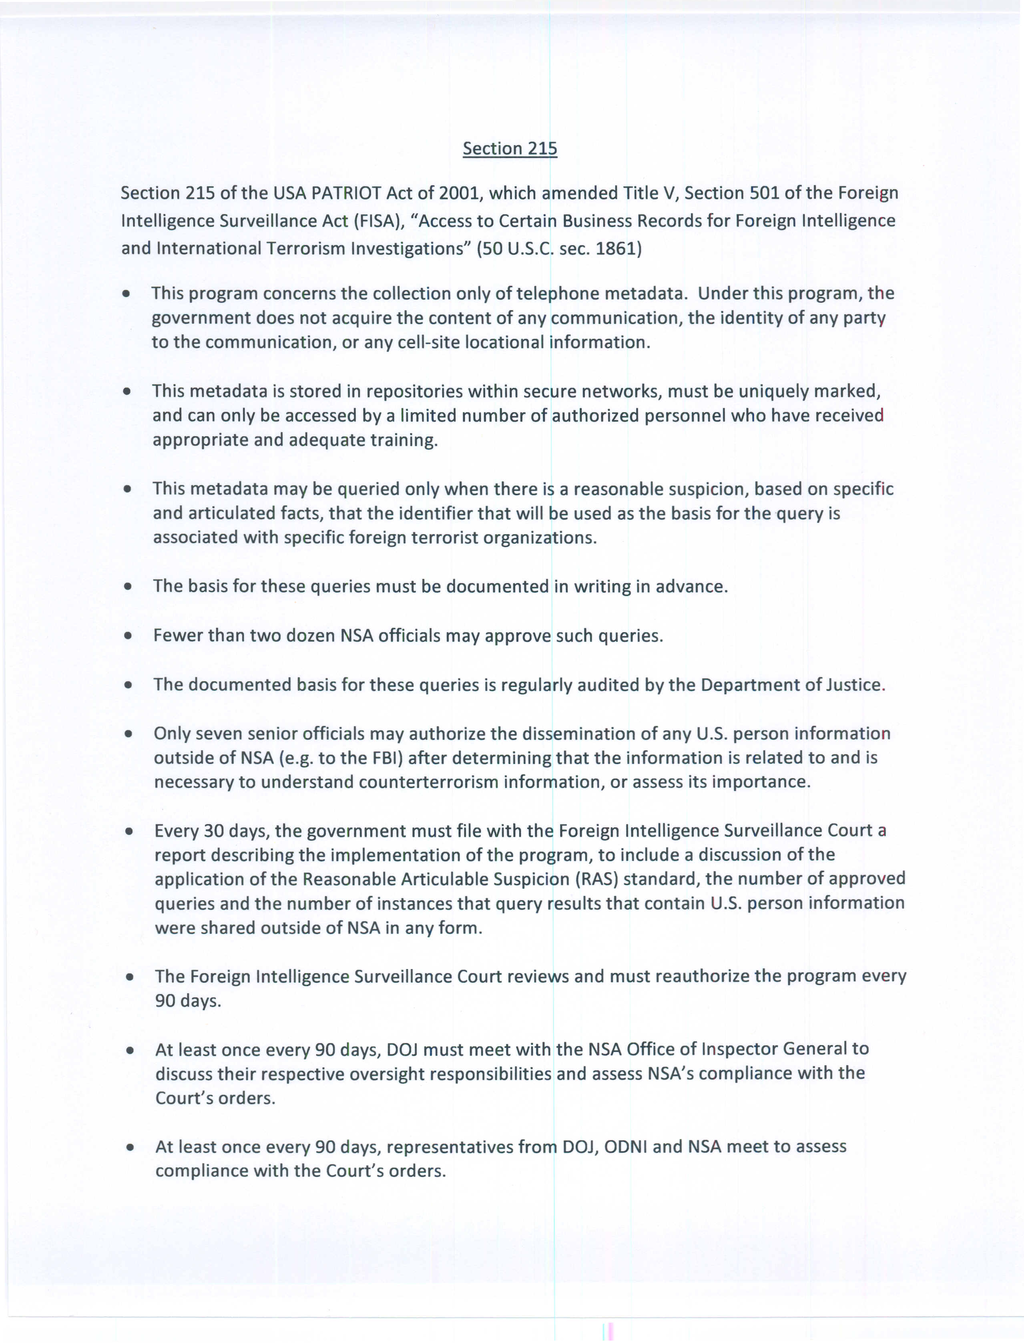 Section 215
Section 215 of the USA PATRIOT Act of 2001, which amended Title V, Section 501 of the Foreign
Intelligence Surveillance Act (FISA), "Access to Certain Business Records for Foreign Intelligence
and International Terrorism Investigations" (50 U.S.C. sec. 1861)
• This program concerns the collection only of telephone metadata. Under this program, the
government does not acquire the content of any communication, the identity of any party
to the communication, or any cell-site locational information.
• This metadata is stored in repositories within secure networks, must be uniquely marked,
and can only be accessed by a limited number of authorized personnel who have received
appropriate and adequate training.
• This metadata may be queried only when there is a reasonable suspicion, based on specific
and articulated facts, that the identifier that will be used as the basis for the query is
associated with specific foreign terrorist organizations.
• The basis for these queries must be documented in writing in advance.
• Fewer than two dozen NSA officials may approve such queries.
• The documented basis for these queries is regularly audited by the Department of Justice.
• Only seven senior officials may authorize the dissemination of any U.S. person information
outside of NSA (e.g. to the FBI) after determining that the information is related to and is
necessary to understand counterterrorism information, or assess its importance.
• Every 30 days, the government must file with the Foreign Intelligence Surveillance Court a
report describing the implementation of the program, to include a discussion of the
application of the Reasonable Articulable Suspicion (RAS) standard, the number of approved
queries and the number of instances that query results that contain U.S. person information
were shared outside of NSA in any form.
• The Foreign Intelligence Surveillance Court reviews and must reauthorize the program every
90 days.
• At least once every 90 days, DOJ must meet with the NSA Office of Inspector General to
discuss their respective oversight responsibilities and assess NSA's compliance with the
Court's orders.
• At least once every 90 days, representatives from DOJ, ODNI and NSA meet to assess
compliance with the Court's orders.